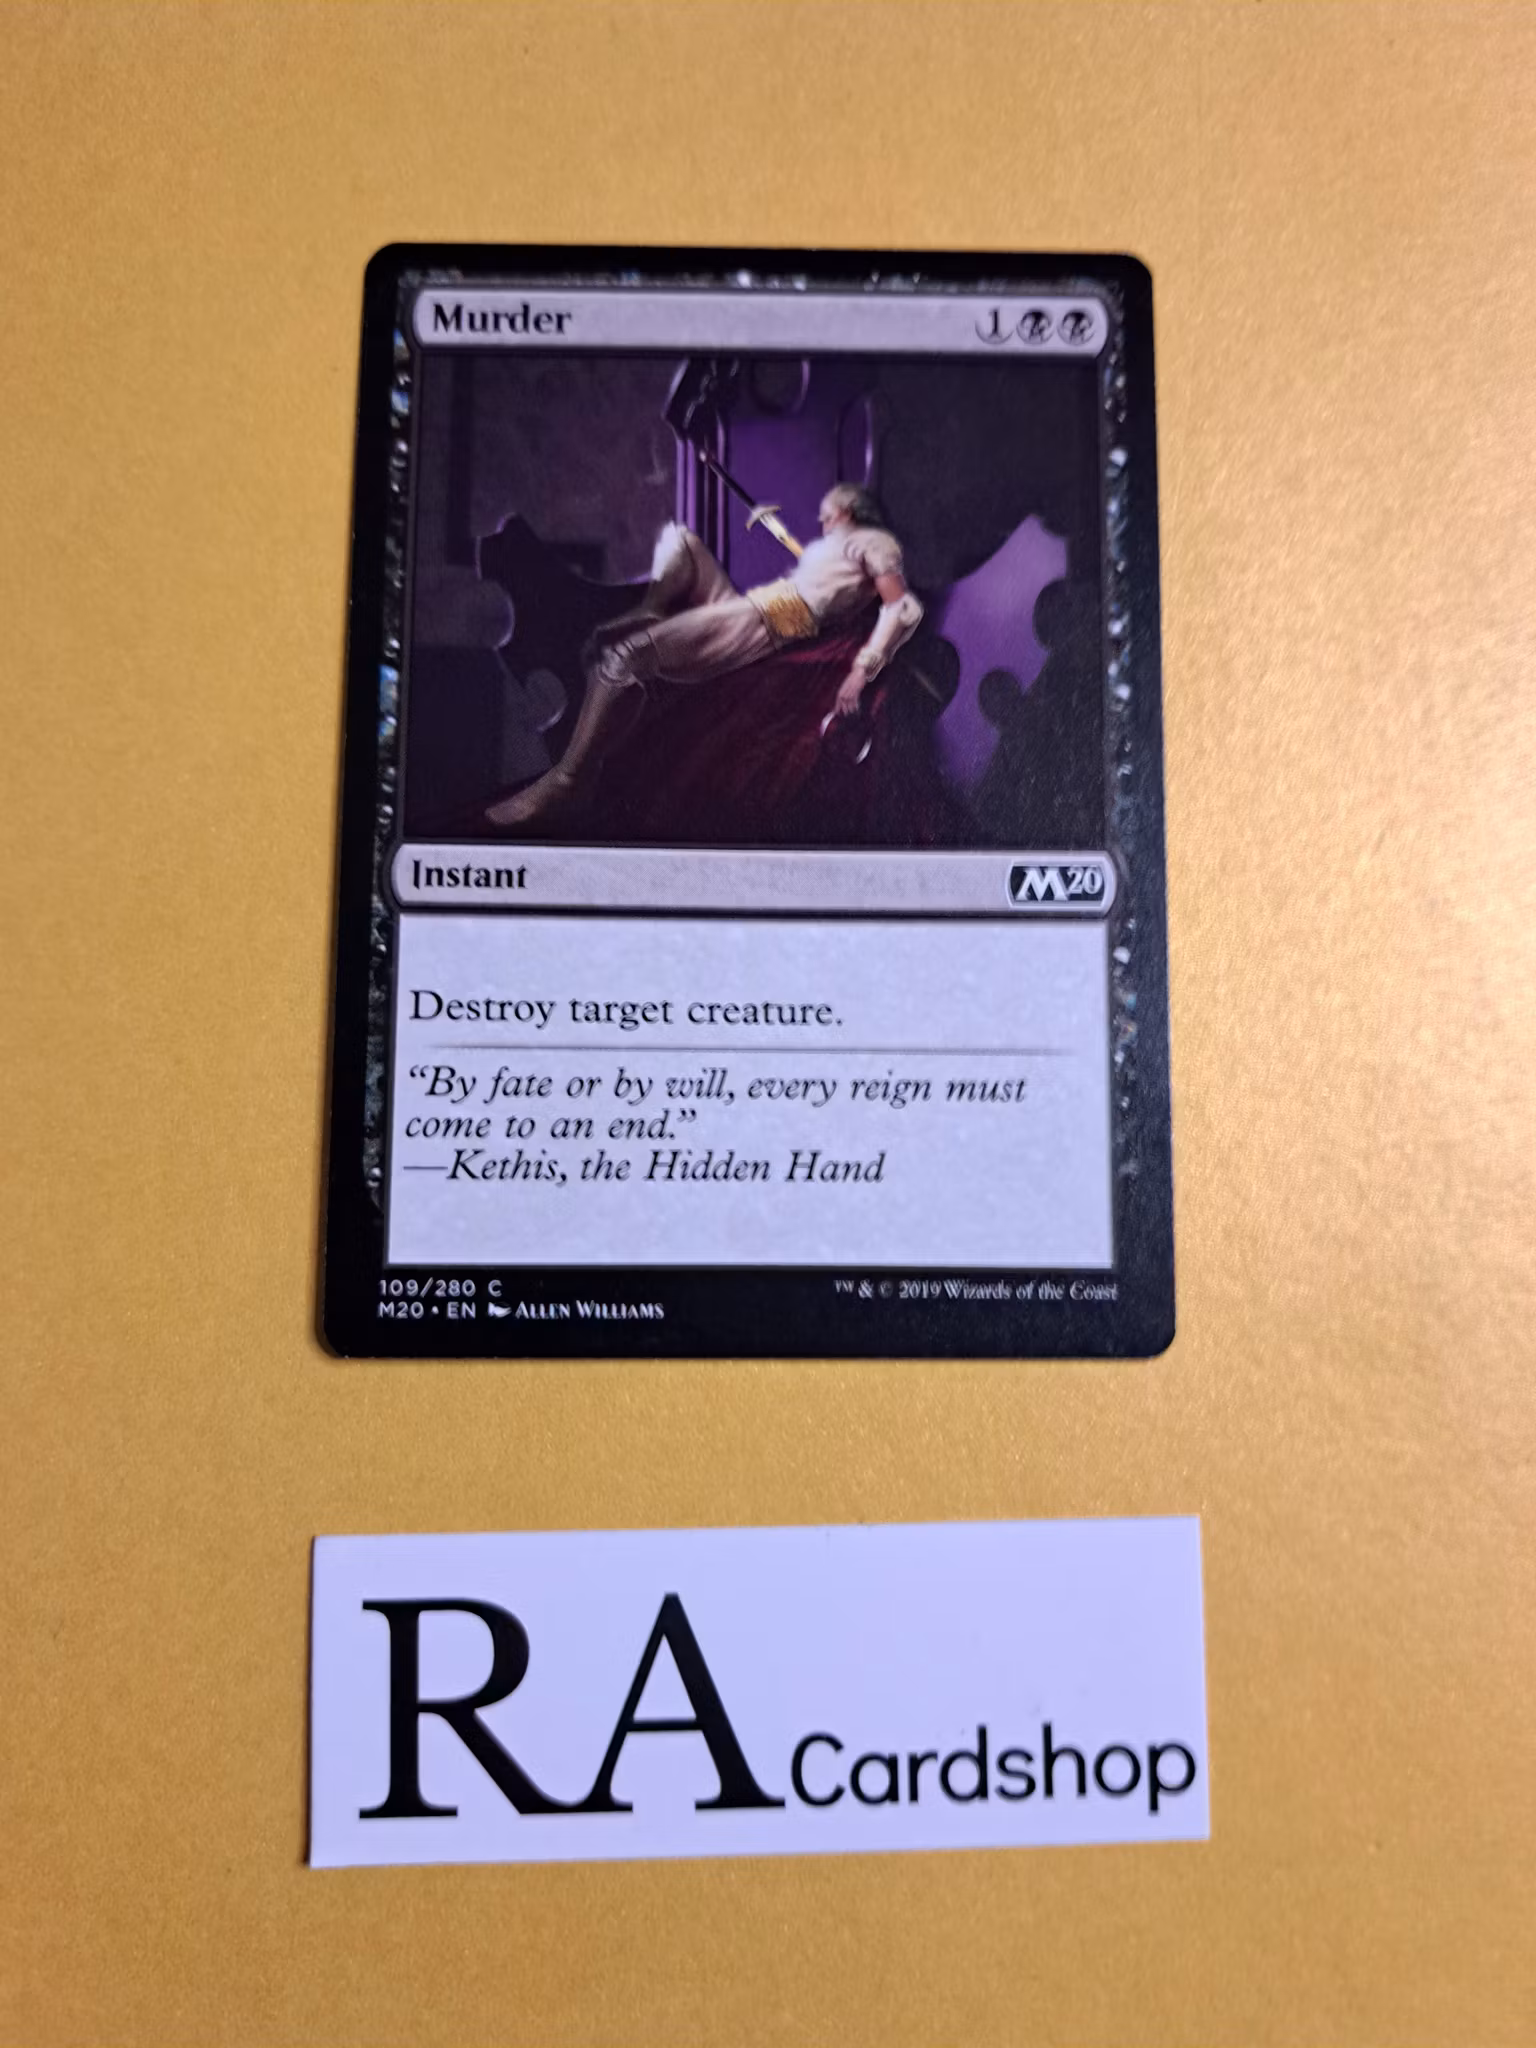 Murder 1
Instant M20
Destroy target creature.
“By fate or by will, every reign must
come to an end.”
—Kethis, the Hidden Hand
109/280 C ™ & © 2019 Wizards of the Coast
M20 • EN ALLEN WILLIAMS
RA Cardshop